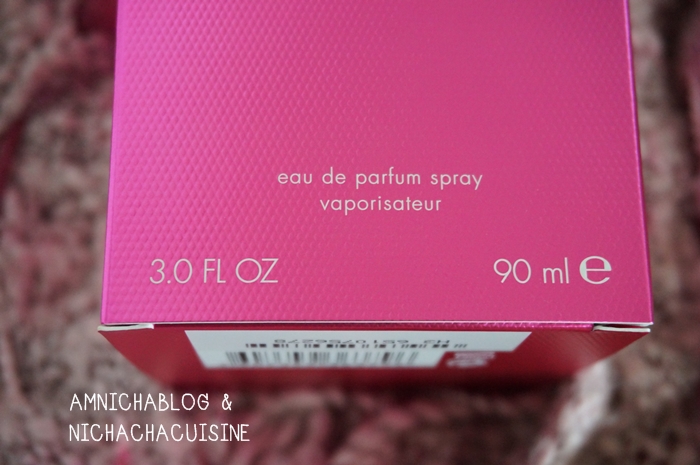 eau de parfum spray
vaporisateur
3.0 FL OZ
90 ml ℮
AMNICHABLOG &
NICHACHACUISINE